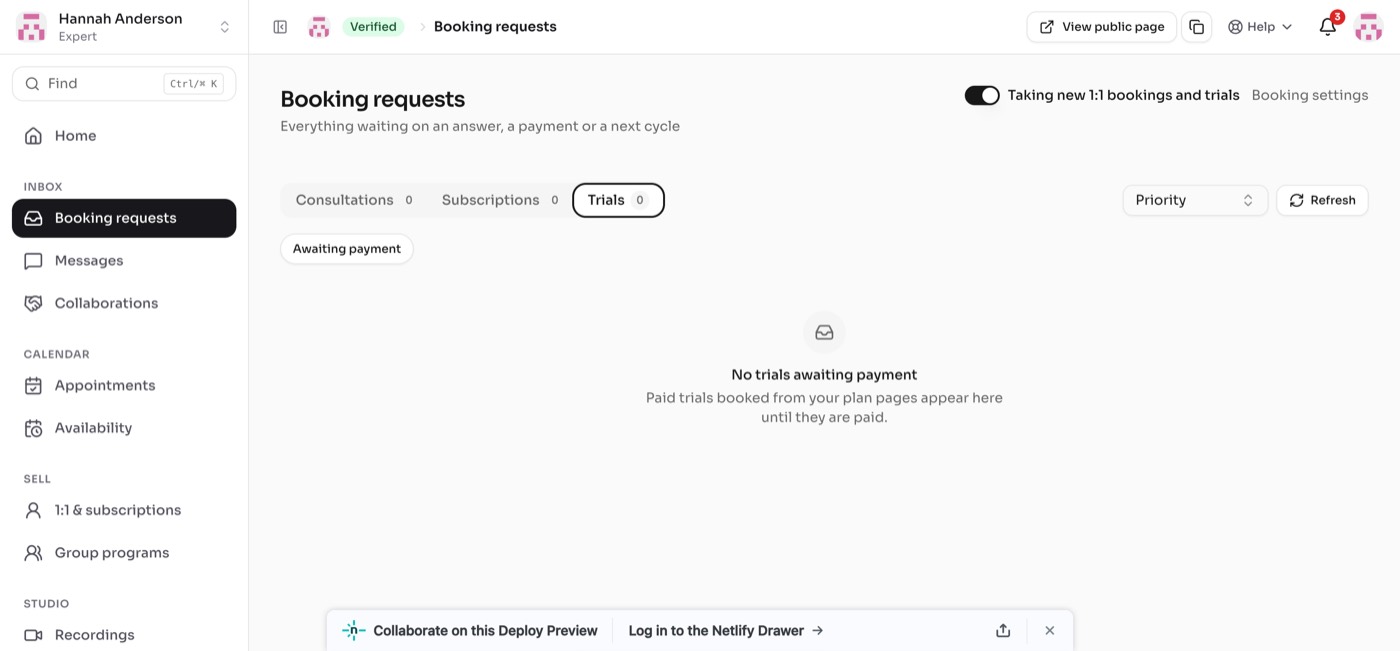 Hannah Anderson
Expert
Find
Ctrl/⌘ K
Home
INBOX
Booking requests
Messages
Collaborations
CALENDAR
Appointments
Availability
SELL
1:1 & subscriptions
Group programs
STUDIO
Recordings
Verified
Booking requests
View public page
Help
3
Booking requests
Everything waiting on an answer, a payment or a next cycle
Taking new 1:1 bookings and trials
Booking settings
Consultations 0
Subscriptions 0
Trials 0
Priority
Refresh
Awaiting payment
No trials awaiting payment
Paid trials booked from your plan pages appear here
until they are paid.
Collaborate on this Deploy Preview
Log in to the Netlify Drawer →